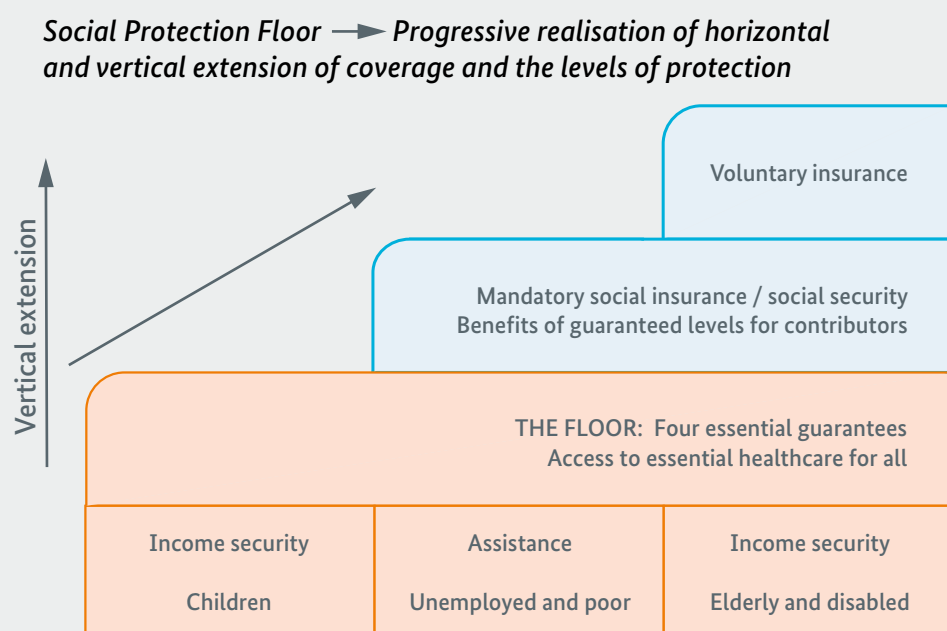 Social Protection Floor → Progressive realisation of horizontal
and vertical extension of coverage and the levels of protection
Vertical extension
Voluntary insurance
Mandatory social insurance / social security
Benefits of guaranteed levels for contributors
THE FLOOR: Four essential guarantees
Access to essential healthcare for all
Income security
Children
Assistance
Unemployed and poor
Income security
Elderly and disabled